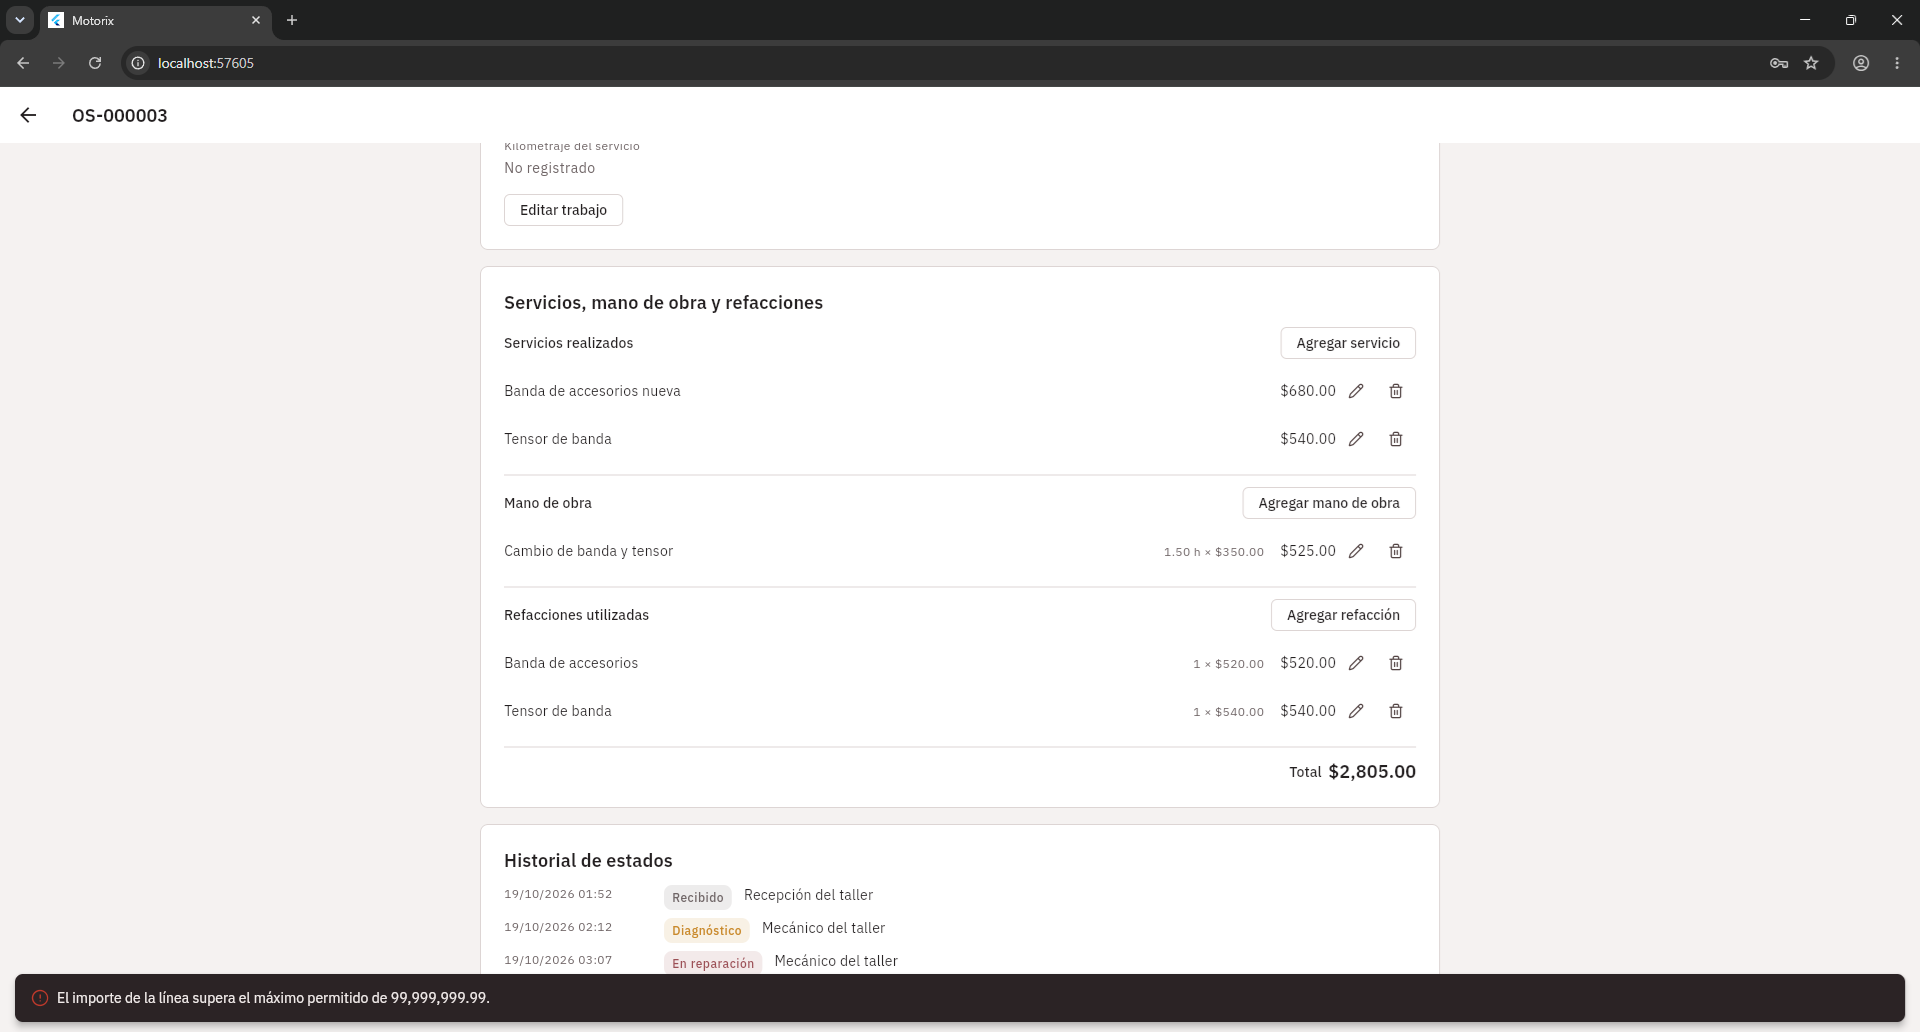 Motorix
localhost:57605
OS-000003
Kilometraje del servicio
No registrado
Editar trabajo
Servicios, mano de obra y refacciones
Servicios realizados
Agregar servicio
Banda de accesorios nueva $680.00
Tensor de banda $540.00
Mano de obra
Agregar mano de obra
Cambio de banda y tensor 1.50 h × $350.00 $525.00
Refacciones utilizadas
Agregar refacción
Banda de accesorios 1 × $520.00 $520.00
Tensor de banda 1 × $540.00 $540.00
Total $2,805.00
Historial de estados
19/10/2026 01:52 Recibido Recepción del taller
19/10/2026 02:12 Diagnóstico Mecánico del taller
19/10/2026 03:07 En reparación Mecánico del taller
El importe de la línea supera el máximo permitido de 99,999,999.99.